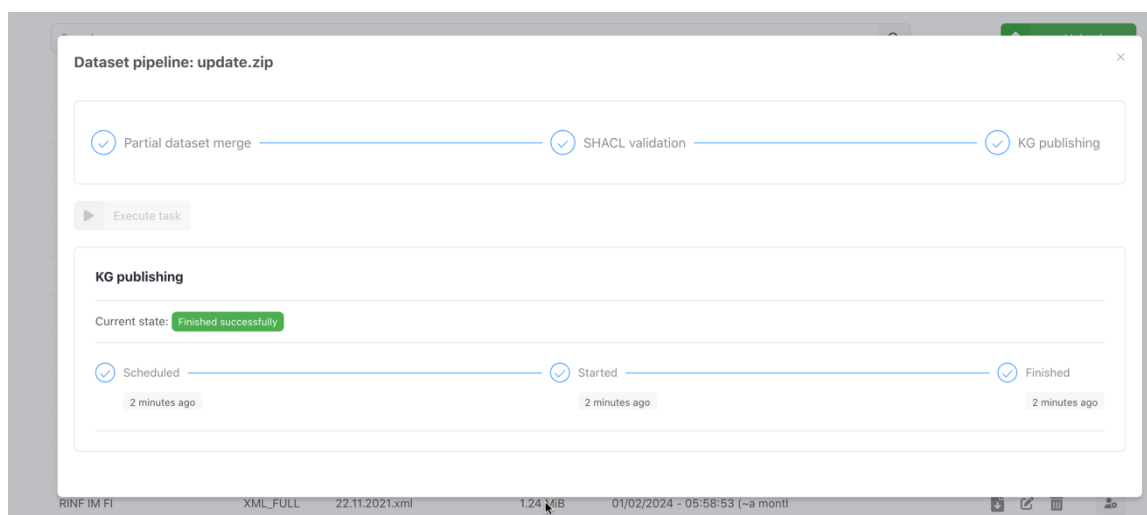 Dataset pipeline: update.zip
Partial dataset merge
SHACL validation
KG publishing
Execute task
KG publishing
Current state: Finished successfully
Scheduled
Started
Finished
2 minutes ago
2 minutes ago
2 minutes ago
RINF IM FI XML_FULL 22.11.2021.xml 1.24 MiB 01/02/2024 - 05:58:53 (~a montl